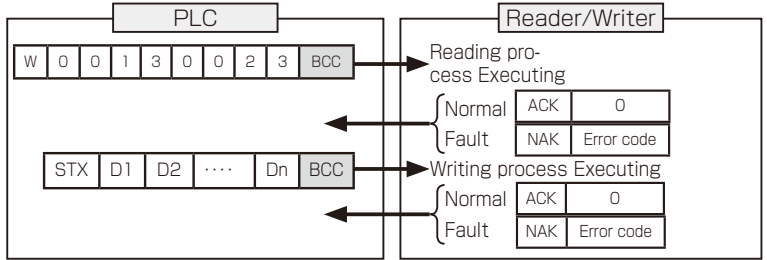 PLC
Reader/Writer
W 0 0 1 3 0 0 2 3 BCC
Reading pro-
cess Executing
Normal ACK 0
Fault NAK Error code
STX D1 D2 ···· Dn BCC
Writing process Executing
Normal ACK 0
Fault NAK Error code